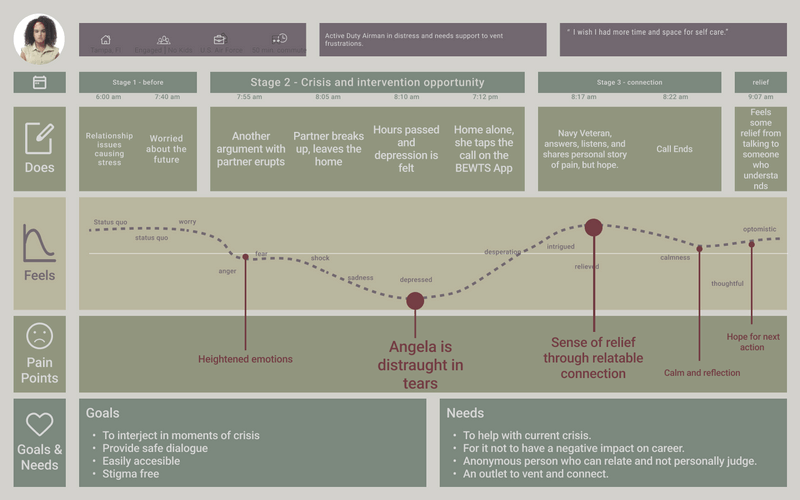 Tampa, FL
Engaged | No kids
U.S. Air Force
Active Duty Airman in distress and needs support to vent
frustrations.
“ I wish I had more time and space for self care.”
Stage 1 - before
Stage 2 - Crisis and intervention opportunity
Stage 3 - connection
relief
6:00 am
7:40 am
7:55 am
8:05 am
8:10 am
7:12 pm
8:17 am
8:22 am
9:07 am
Does
Relationship
issues
causing
stress
Worried
about the
future
Another
argument with
partner erupts
Partner breaks
up, leaves the
home
Hours passed
and
depression is
felt
Home alone,
she taps the
call on the
BEWTS App
Navy Veteran,
answers, listens, and
shares personal story
of pain, but hope.
Call Ends
Feels
some
relief from
talking to
someone
who
understa
nds
Feels
Status quo
status quo
worry
anger
fear
shock
sadness
depressed
desperation
intrigued
relieved
calmness
thoughtful
optomistic
Pain
Points
Heightened emotions
Angela is
distraught in
tears
Sense of relief
through relatable
connection
Calm and reflection
Hope for next
action
Goals &
Needs
Goals
• To interject in moments of crisis
• Provide safe dialogue
• Easily accesible
• Stigma free
Needs
• To help with current crisis.
• For it not to have a negative impact on career.
• Anonymous person who can relate and not personally judge.
• An outlet to vent and connect.